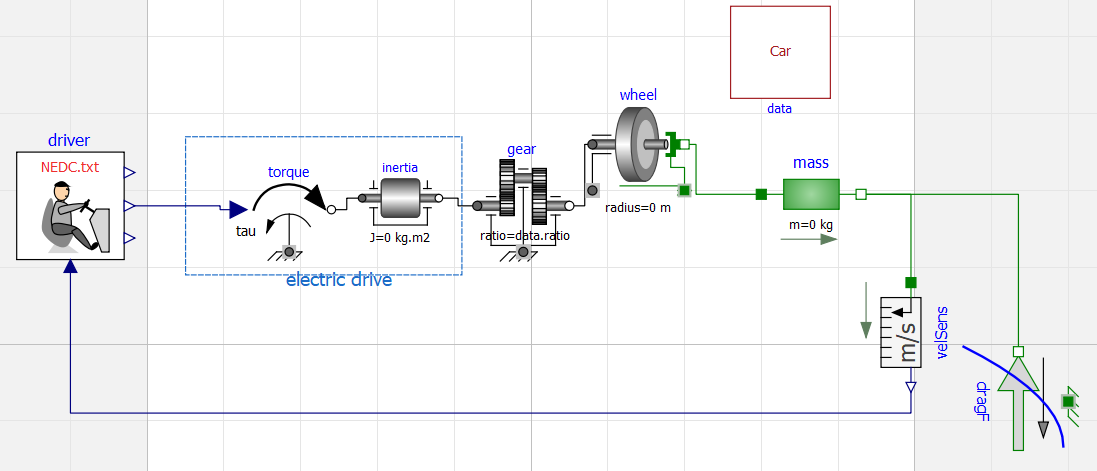 Car
data
wheel
driver
NEDC.txt
gear
torque
inertia
mass
radius=0 m
tau
J=0 kg.m2
ratio=data.ratio
m=0 kg
electric drive
m/s
velSens
dragF